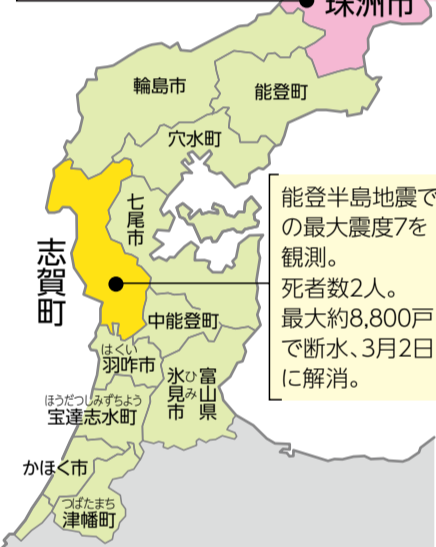 珠洲市
輪島市
能登町
穴水町
七尾市
志賀町
能登半島地震で
の最大震度7を
観測。
死者数2人。
最大約8,800戸
で断水、3月2日
に解消。
中能登町
はくい
羽咋市
富山県
ひみ
氷見市
ほうだつしみずちょう
宝達志水町
かほく市
つばたまち
津幡町